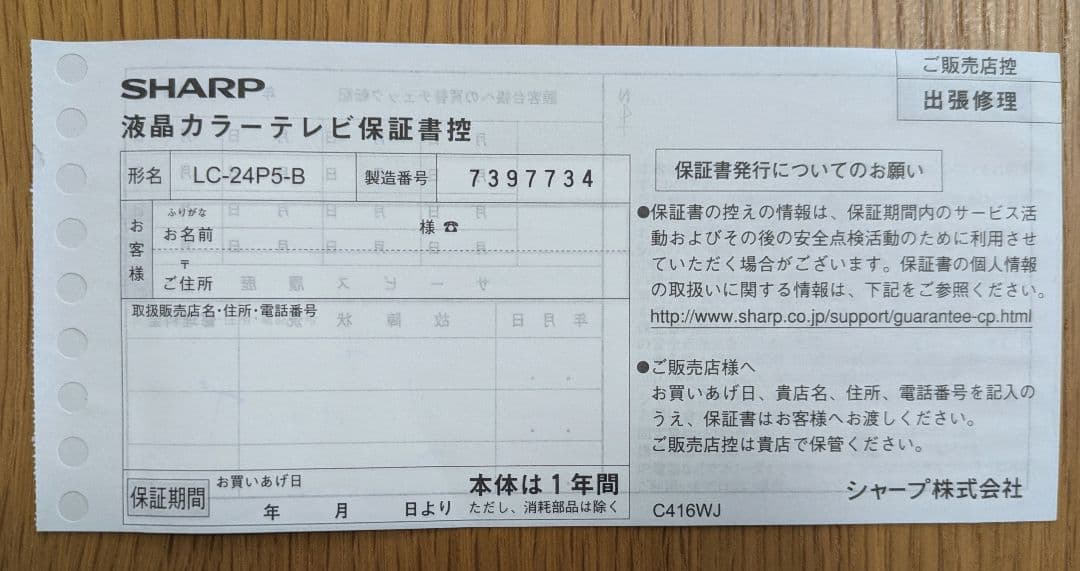 SHARP
液晶カラーテレビ保証書控
形名 LC-24P5-B 製造番号 7397734
お客様
ふりがな
お名前 様 ☎
〒
ご住所
取扱販売店名・住所・電話番号
保証期間
お買いあげ日
年 月 日より
本体は1年間
ただし、消耗部品は除く
ご販売店控
出張修理
保証書発行についてのお願い
●保証書の控えの情報は、保証期間内のサービス活
動およびその後の安全点検活動のために利用させ
ていただく場合がございます。保証書の個人情報
の取扱いに関する情報は、下記をご参照ください。
http://www.sharp.co.jp/support/guarantee-cp.html
●ご販売店様へ
お買いあげ日、貴店名、住所、電話番号を記入の
うえ、保証書はお客様へお渡しください。
ご販売店控は貴店で保管ください。
シャープ株式会社
C416WJ